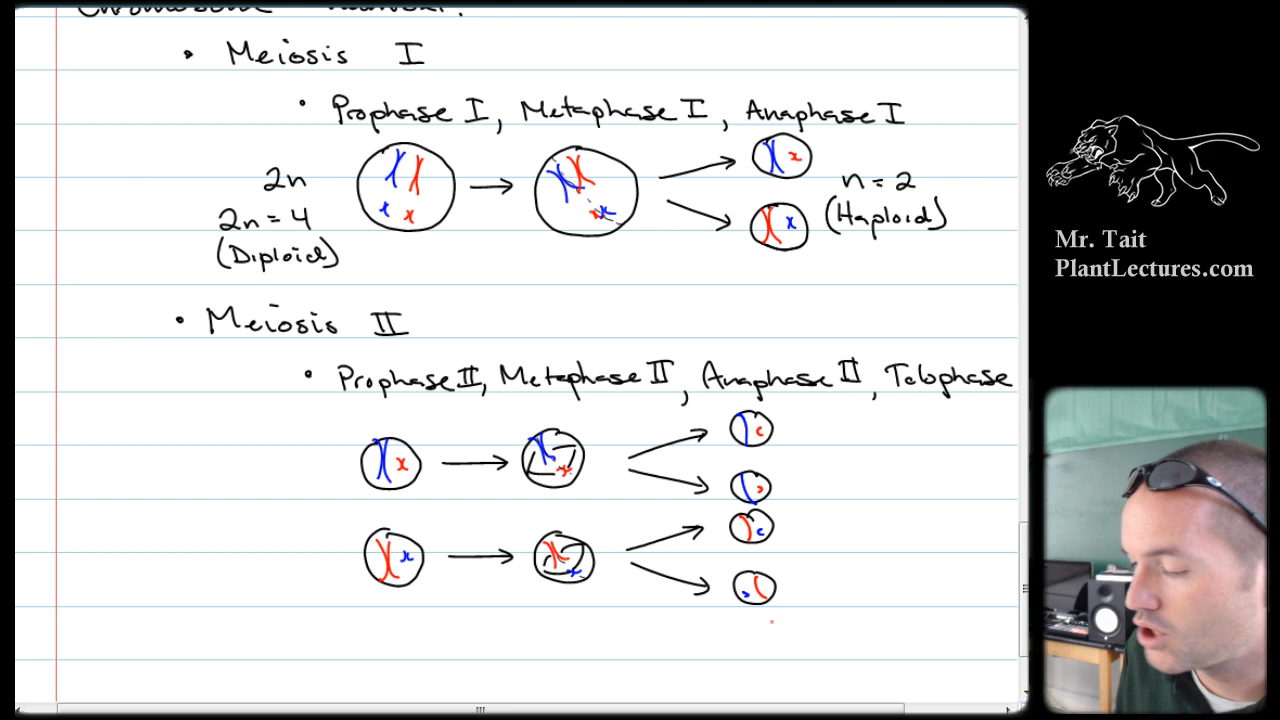 Meiosis I
Prophase I, Metaphase I, Anaphase I
2n
2n = 4
(Diploid)
n = 2
(Haploid)
Mr. Tait
PlantLectures.com
Meiosis II
Prophase II, Metaphase II, Anaphase II, Telophase